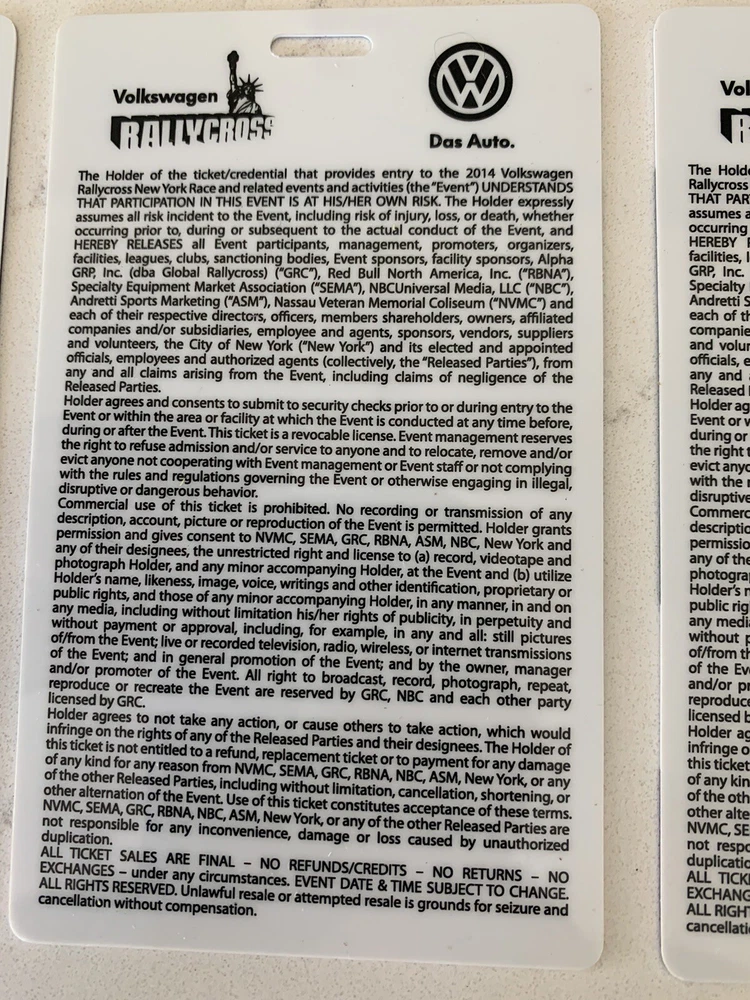 Volkswagen
RALLYCROSS
Das Auto.
The Holder of the ticket/credential that provides entry to the 2014 Volkswagen
Rallycross New York Race and related events and activities (the "Event") UNDERSTANDS
THAT PARTICIPATION IN THIS EVENT IS AT HIS/HER OWN RISK. The Holder expressly
assumes all risk incident to the Event, including risk of injury, loss, or death, whether
occurring prior to, during or subsequent to the actual conduct of the Event, and
HEREBY RELEASES all Event participants, management, promoters, organizers,
facilities, leagues, clubs, sanctioning bodies, Event sponsors, facility sponsors, Alpha
GRP, Inc. (dba Global Rallycross) ("GRC"), Red Bull North America, Inc. ("RBNA"),
Specialty Equipment Market Association ("SEMA"), NBCUniversal Media, LLC ("NBC"),
Andretti Sports Marketing ("ASM"), Nassau Veteran Memorial Coliseum ("NVMC") and
each of their respective directors, officers, members shareholders, owners, affiliated
companies and/or subsidiaries, employee and agents, sponsors, vendors, suppliers
and volunteers, the City of New York ("New York") and its elected and appointed
officials, employees and authorized agents (collectively, the "Released Parties"), from
any and all claims arising from the Event, including claims of negligence of the
Released Parties.
Holder agrees and consents to submit to security checks prior to or during entry to the
Event or within the area or facility at which the Event is conducted at any time before,
during or after the Event. This ticket is a revocable license. Event management reserves
the right to refuse admission and/or service to anyone and to relocate, remove and/or
evict anyone not cooperating with Event management or Event staff or not complying
with the rules and regulations governing the Event or otherwise engaging in illegal,
disruptive or dangerous behavior.
Commercial use of this ticket is prohibited. No recording or transmission of any
description, account, picture or reproduction of the Event is permitted. Holder grants
permission and gives consent to NVMC, SEMA, GRC, RBNA, ASM, NBC, New York and
any of their designees, the unrestricted right and license to (a) record, videotape and
photograph Holder, and any minor accompanying Holder, at the Event and (b) utilize
Holder's name, likeness, image, voice, writings and other identification, proprietary or
public rights, and those of any minor accompanying Holder, in any manner, in and on
any media, including without limitation his/her rights of publicity, in perpetuity and
without payment or approval, including, for example, in any and all: still pictures
of/from the Event; live or recorded television, radio, wireless, or internet transmissions
of the Event; and in general promotion of the Event; and by the owner, manager
and/or promoter of the Event. All right to broadcast, record, photograph, repeat,
reproduce or recreate the Event are reserved by GRC, NBC and each other party
licensed by GRC.
Holder agrees to not take any action, or cause others to take action, which would
infringe on the rights of any of the Released Parties and their designees. The Holder of
this ticket is not entitled to a refund, replacement ticket or to payment for any damage
of any kind for any reason from NVMC, SEMA, GRC, RBNA, NBC, ASM, New York, or any
of the other Released Parties, including without limitation, cancellation, shortening, or
other alternation of the Event. Use of this ticket constitutes acceptance of these terms.
NVMC, SEMA, GRC, RBNA, NBC, ASM, New York, or any of the other Released Parties are
not responsible for any inconvenience, damage or loss caused by unauthorized
duplication.
ALL TICKET SALES ARE FINAL – NO REFUNDS/CREDITS – NO RETURNS – NO
EXCHANGES – under any circumstances. EVENT DATE & TIME SUBJECT TO CHANGE.
ALL RIGHTS RESERVED. Unlawful resale or attempted resale is grounds for seizure and
cancellation without compensation.